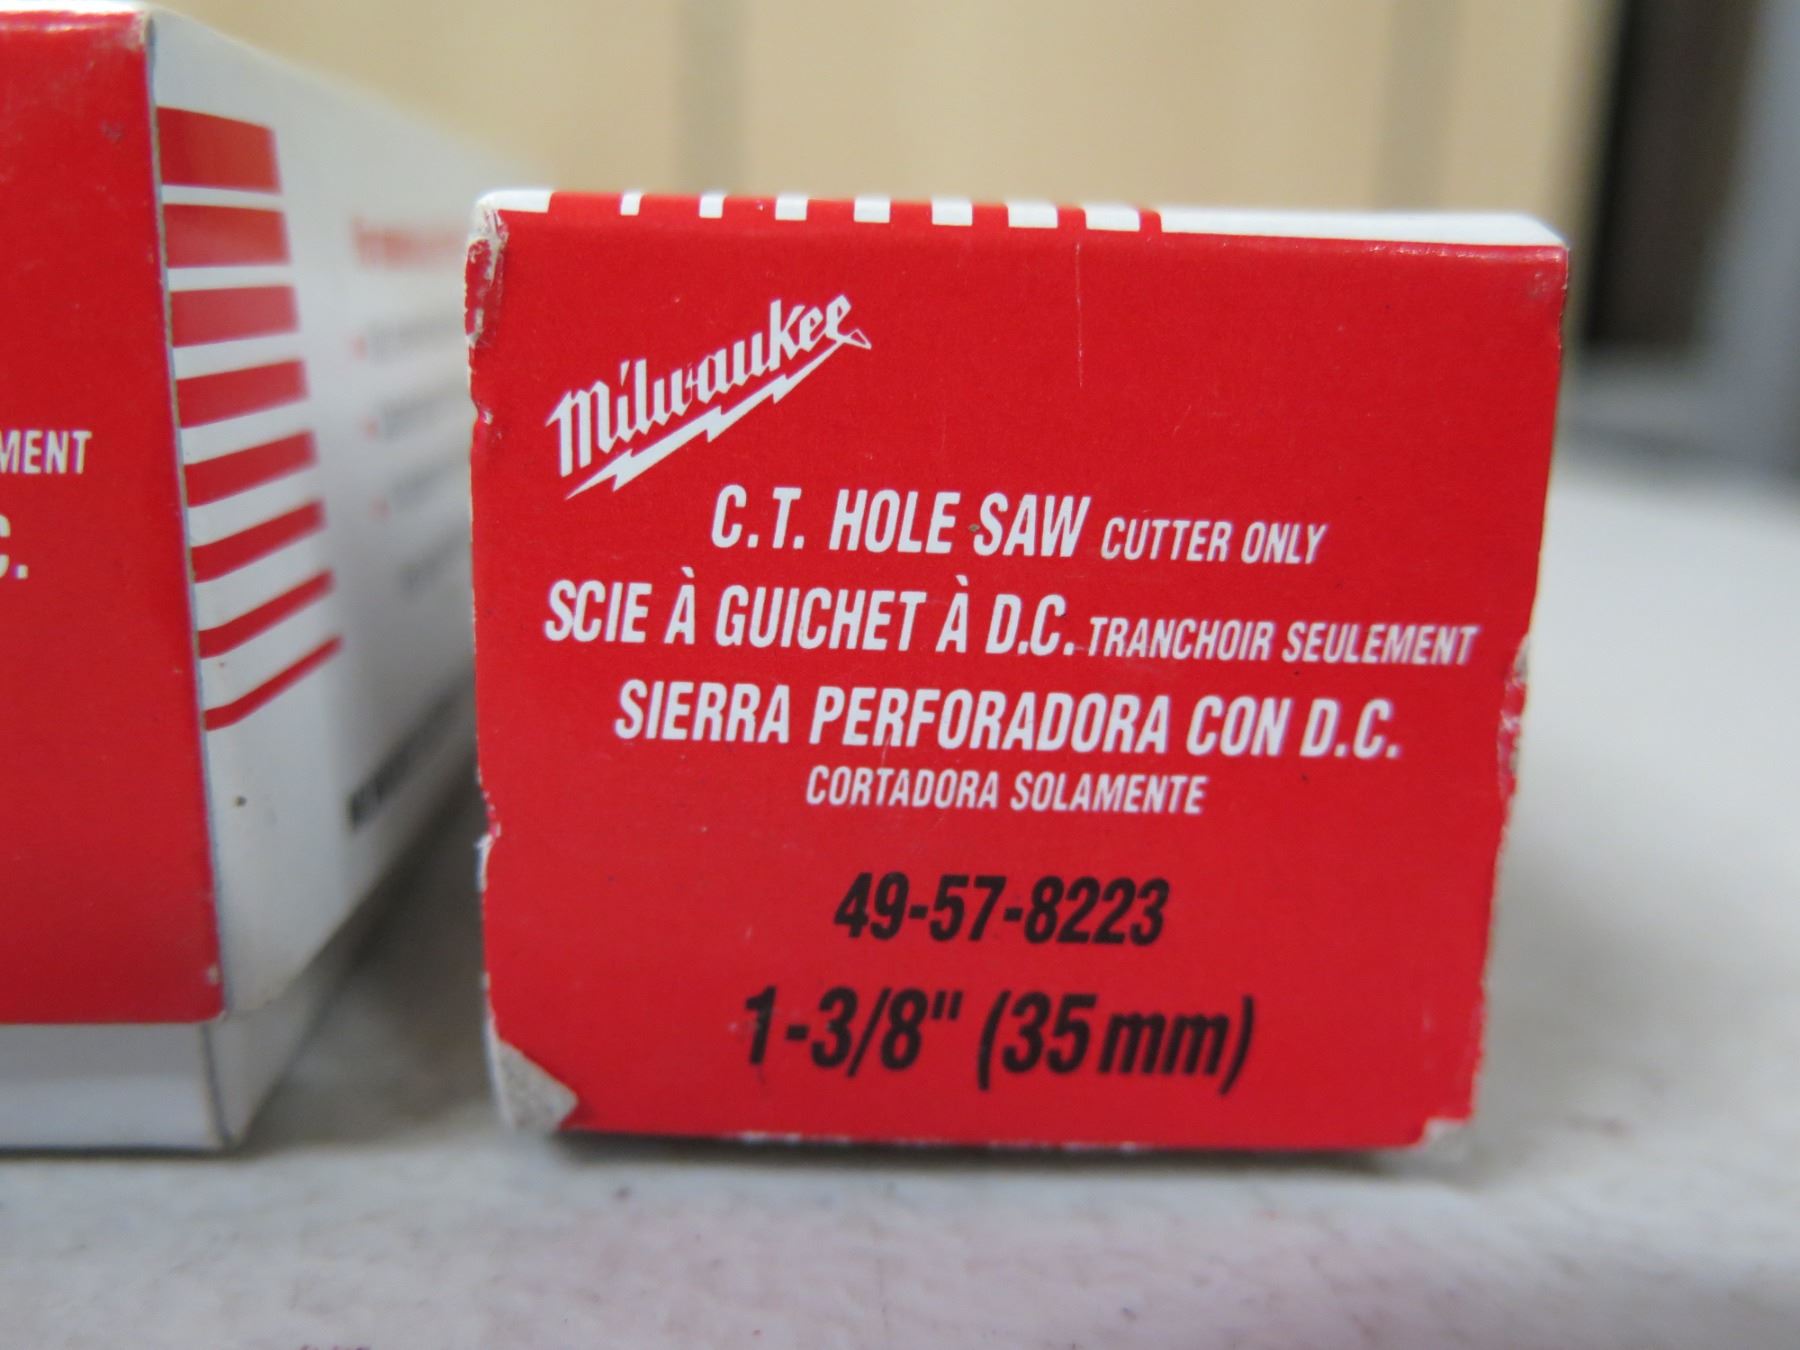 MENT
C.
Milwaukee
C.T. HOLE SAW CUTTER ONLY
SCIE À GUICHET À D.C. TRANCHOIR SEULEMENT
SIERRA PERFORADORA CON D.C.
CORTADORA SOLAMENTE
49-57-8223
1-3/8" (35mm)